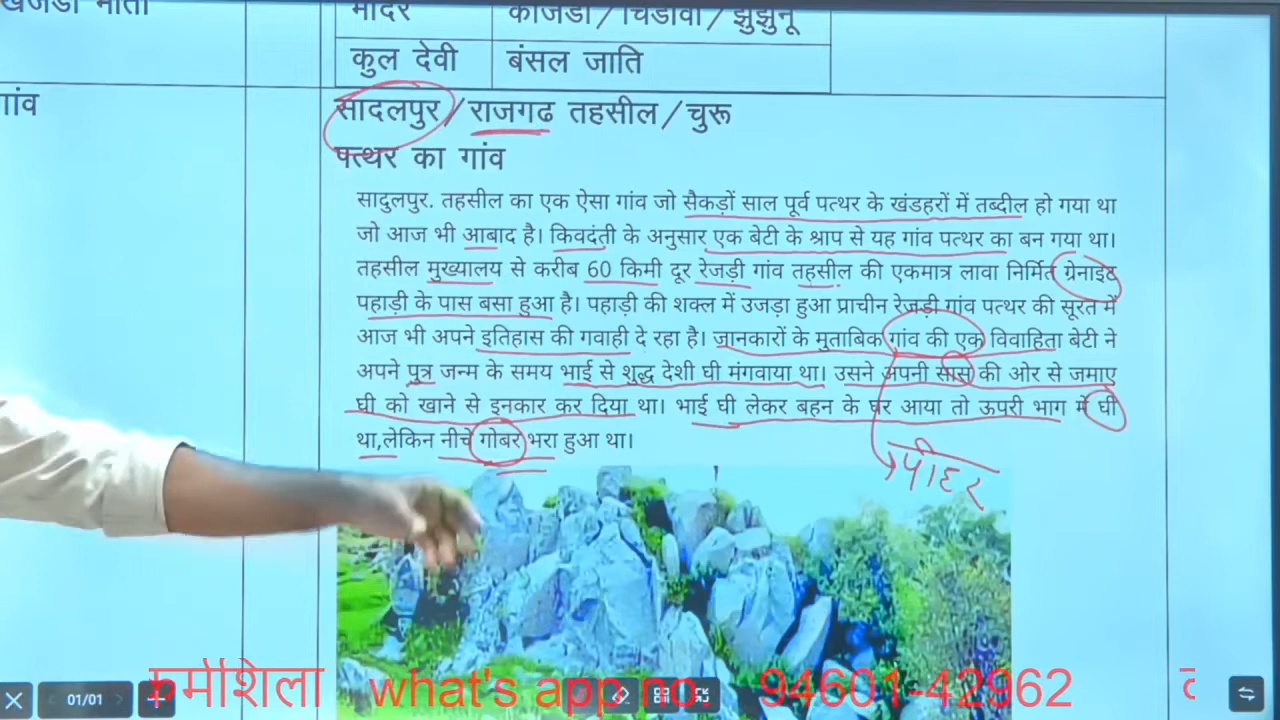 मंदिर
काजडा/चिडावा/झुंझुनू
कुल देवी
बंसल जाति
गांव
सादलपुर/राजगढ तहसील/चुरू
पत्थर का गांव
सादुलपुर. तहसील का एक ऐसा गांव जो सैकड़ों साल पूर्व पत्थर के खंडहरों में तब्दील हो गया था
जो आज भी आबाद है। किवदंती के अनुसार एक बेटी के श्राप से यह गांव पत्थर का बन गया था।
तहसील मुख्यालय से करीब 60 किमी दूर रेजड़ी गांव तहसील की एकमात्र लावा निर्मित ग्रेनाइट
पहाड़ी के पास बसा हुआ है। पहाड़ी की शक्ल में उजड़ा हुआ प्राचीन रेजड़ी गांव पत्थर की सूरत में
आज भी अपने इतिहास की गवाही दे रहा है। जानकारों के मुताबिक गांव की एक विवाहिता बेटी ने
अपने पुत्र जन्म के समय भाई से शुद्ध देशी घी मंगवाया था। उसने अपनी सास की ओर से जमाए
घी को खाने से इनकार कर दिया था। भाई घी लेकर बहन के घर आया तो ऊपरी भाग में घी
था,लेकिन नीचे गोबर भरा हुआ था।
पीहर
what's app no. 94601-42962
01/01